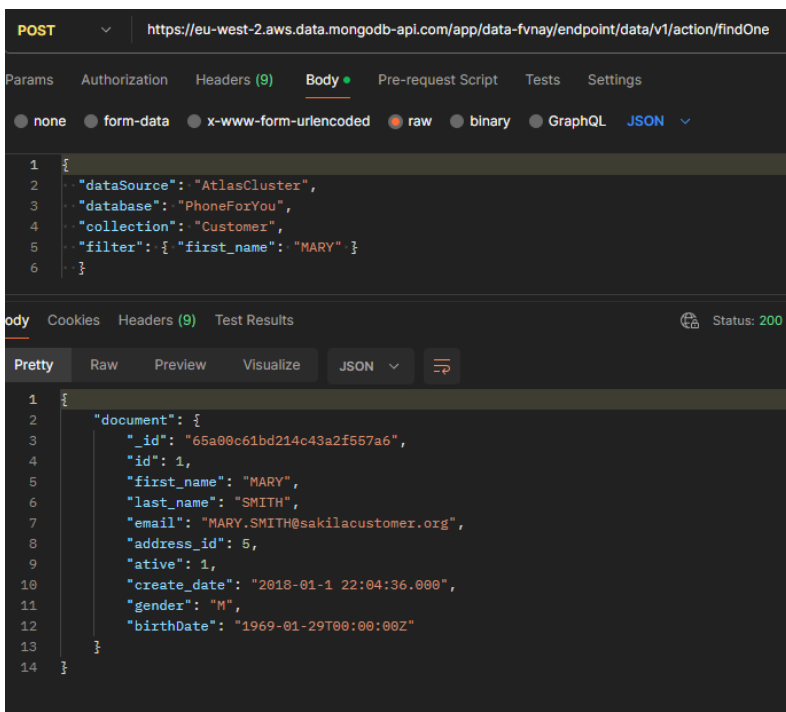 POST https://eu-west-2.aws.data.mongodb-api.com/app/data-fvnay/endpoint/data/v1/action/findOne
Params Authorization Headers (9) Body Pre-request Script Tests Settings
none form-data x-www-form-urlencoded raw binary GraphQL JSON
1 {
2 "dataSource": "AtlasCluster",
3 "database": "PhoneForYou",
4 "collection": "Customer",
5 "filter": { "first_name": "MARY" }
6 }
ody Cookies Headers (9) Test Results Status: 200
Pretty Raw Preview Visualize JSON
1 {
2 "document": {
3 "_id": "65a00c61bd214c43a2f557a6",
4 "id": 1,
5 "first_name": "MARY",
6 "last_name": "SMITH",
7 "email": "MARY.SMITH@sakilacustomer.org",
8 "address_id": 5,
9 "ative": 1,
10 "create_date": "2018-01-1 22:04:36.000",
11 "gender": "M",
12 "birthDate": "1969-01-29T00:00:00Z"
13 }
14 }